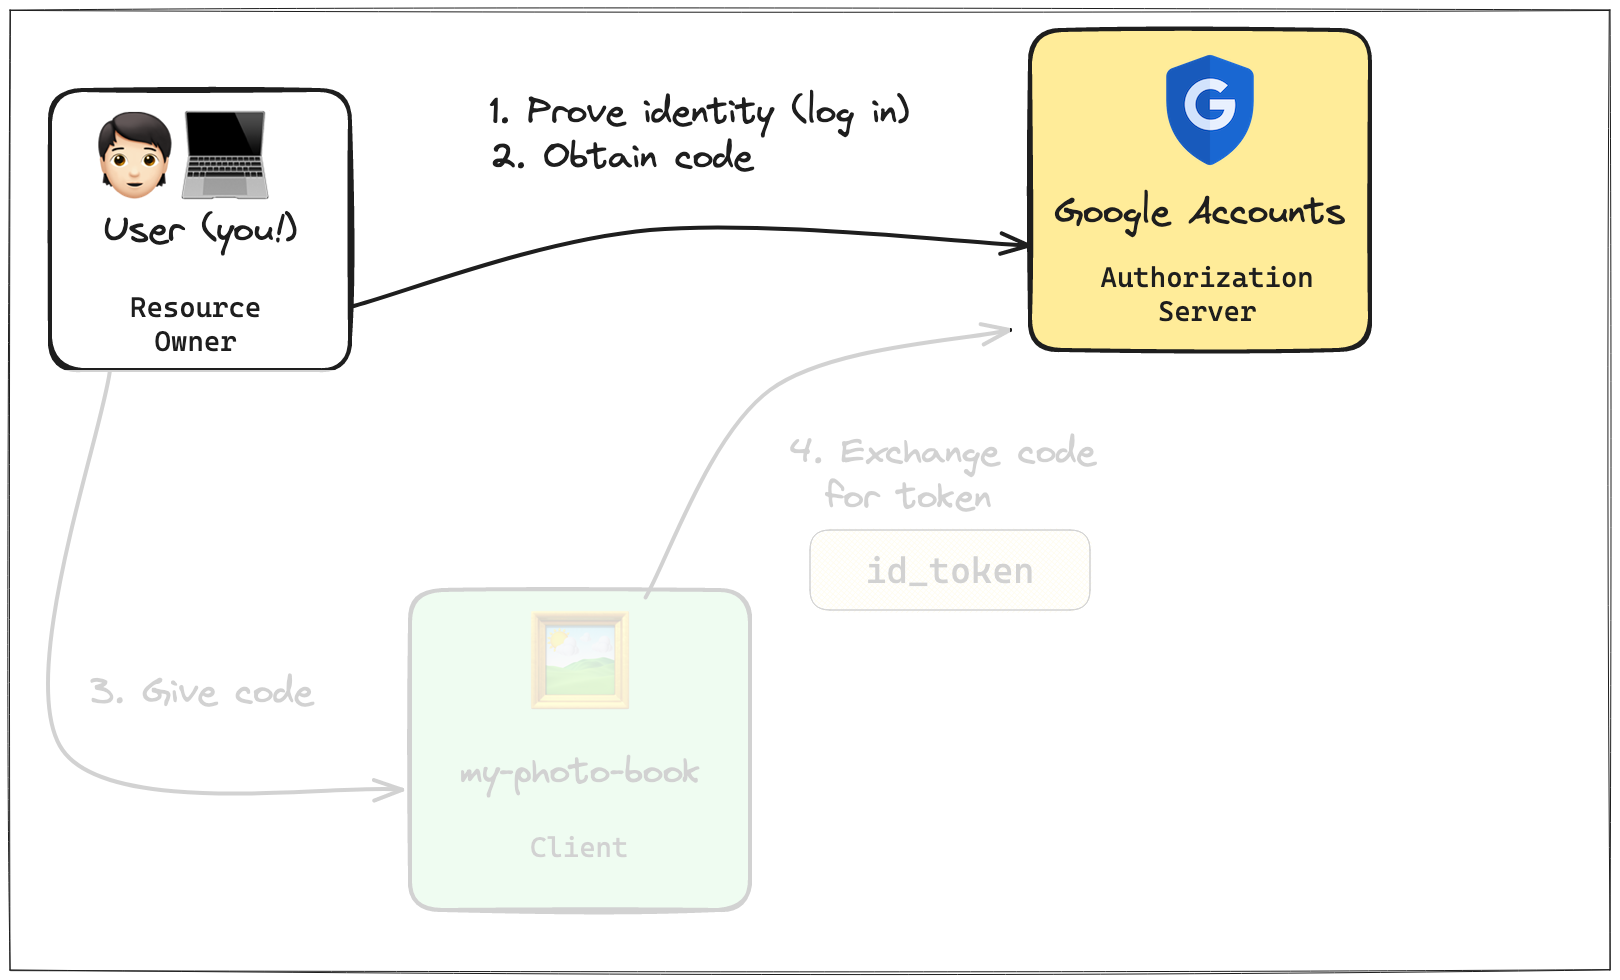 1. Prove identity (log in)
2. Obtain code
User (you!)
Resource
Owner
G
Google Accounts
Authorization
Server
4. Exchange code
for token
id_token
3. Give code
my-photo-book
Client